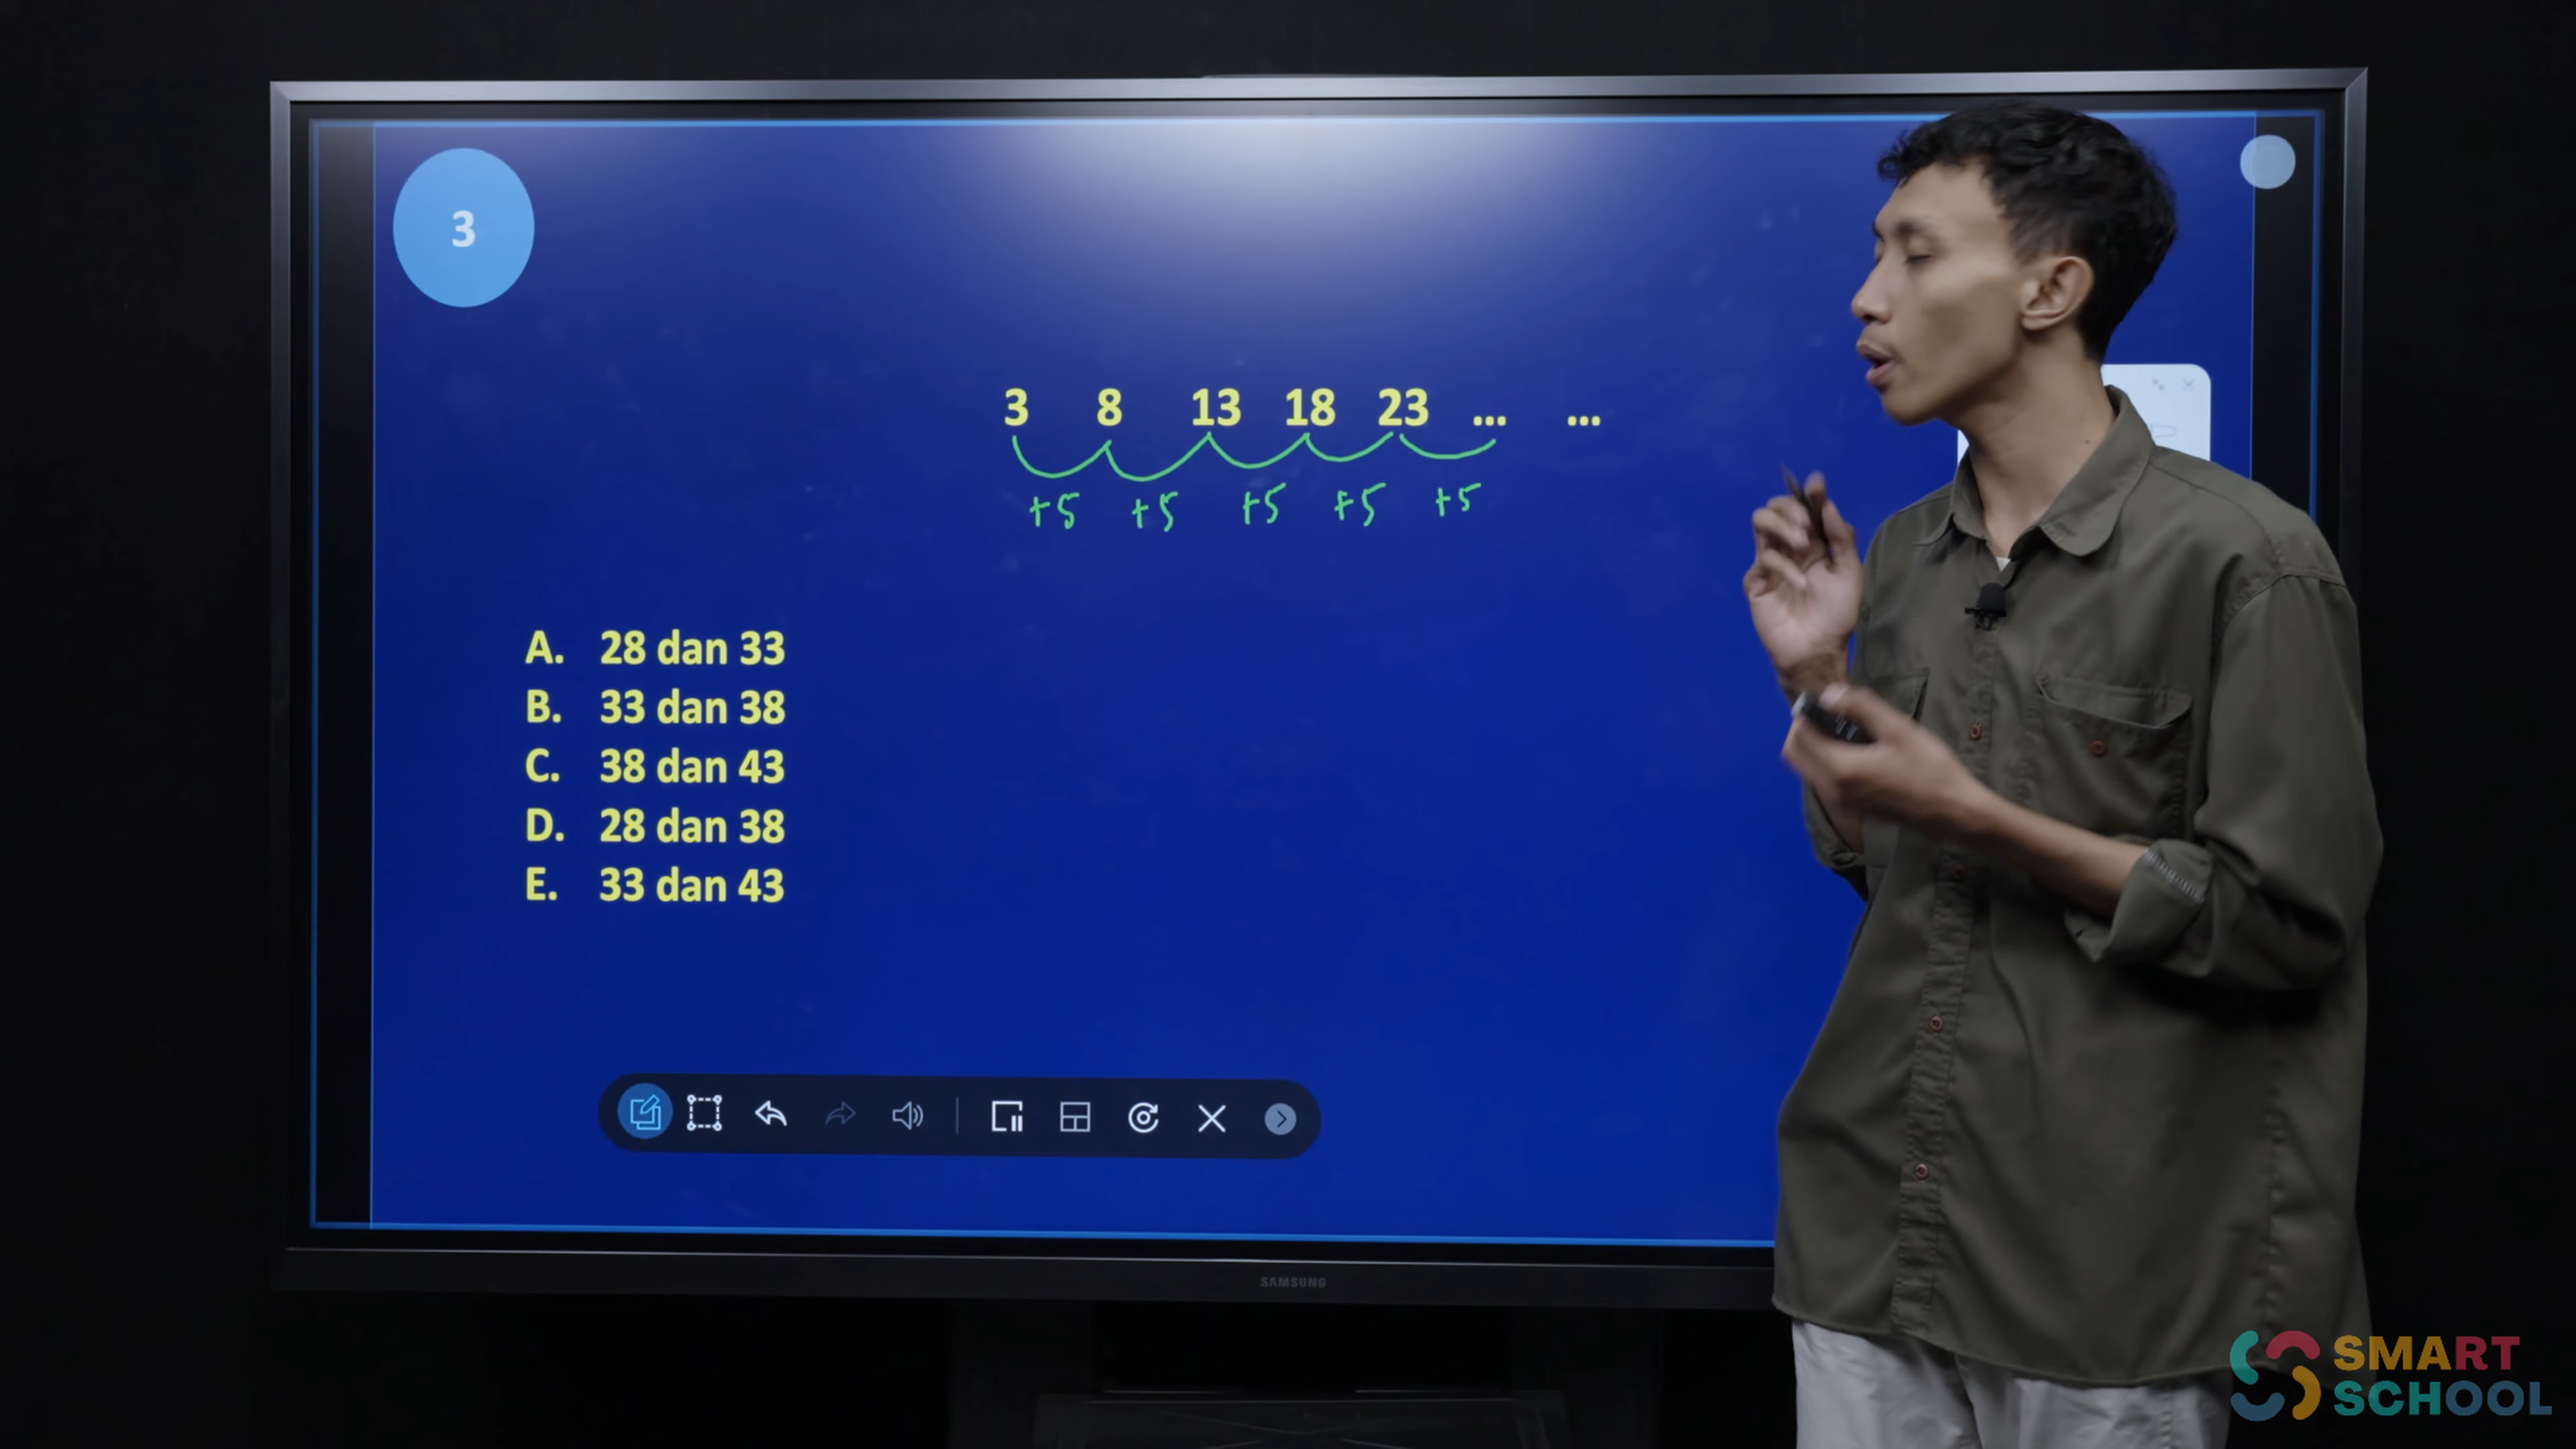 3
3 8 13 18 23 ... ...
+5 +5 +5 +5 +5
A. 28 dan 33
B. 33 dan 38
C. 38 dan 43
D. 28 dan 38
E. 33 dan 43
SAMSUNG
SMART
SCHOOL